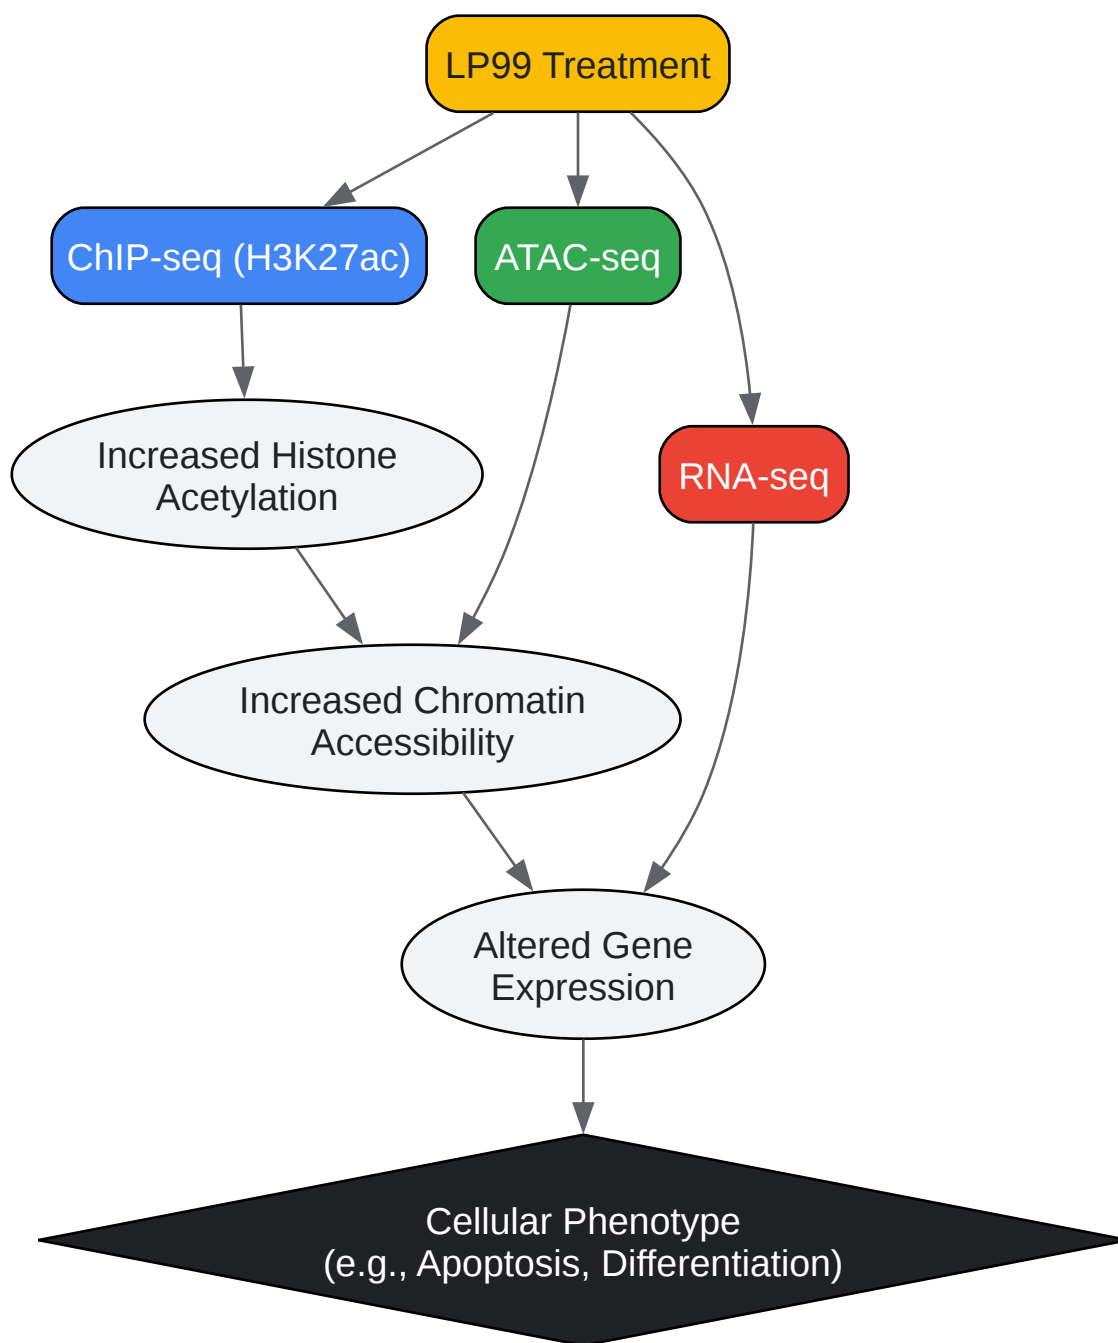 LP99 Treatment
ChIP-seq (H3K27ac)
ATAC-seq
Increased Histone
Acetylation
RNA-seq
Increased Chromatin
Accessibility
Altered Gene
Expression
Cellular Phenotype
(e.g., Apoptosis, Differentiation)